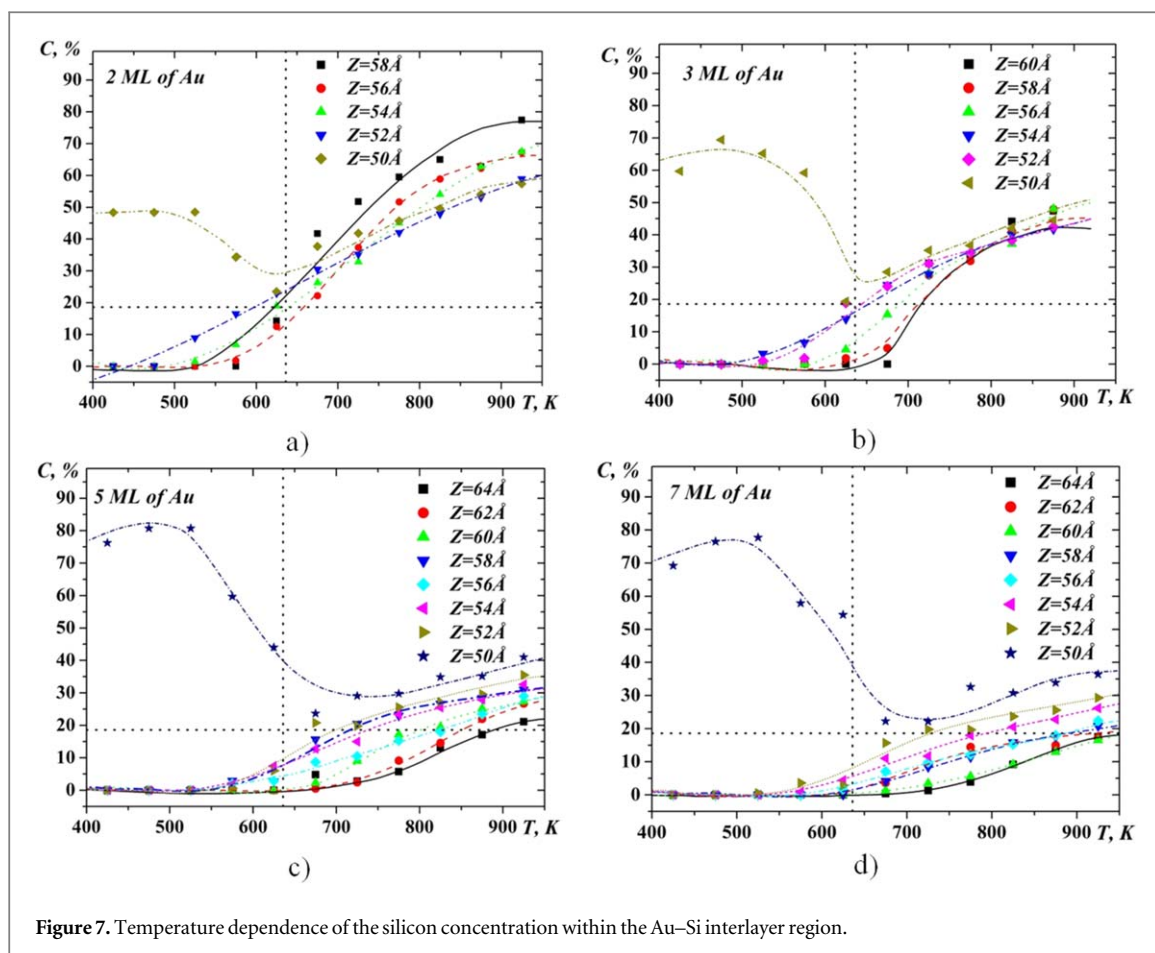 C, %
2 ML of Au
Z=58Å
Z=56Å
Z=54Å
Z=52Å
Z=50Å
90
80
70
60
50
40
30
20
10
0
400 500 600 700 800 900 T, K
a)
C, %
3 ML of Au
Z=60Å
Z=58Å
Z=56Å
Z=54Å
Z=52Å
Z=50Å
90
80
70
60
50
40
30
20
10
0
400 500 600 700 800 900 T, K
b)
C, %
5 ML of Au
Z=64Å
Z=62Å
Z=60Å
Z=58Å
Z=56Å
Z=54Å
Z=52Å
Z=50Å
90
80
70
60
50
40
30
20
10
0
400 500 600 700 800 900 T, K
c)
C, %
7 ML of Au
Z=64Å
Z=62Å
Z=60Å
Z=58Å
Z=56Å
Z=54Å
Z=52Å
Z=50Å
90
80
70
60
50
40
30
20
10
0
400 500 600 700 800 900 T, K
d)
Figure 7. Temperature dependence of the silicon concentration within the Au–Si interlayer region.